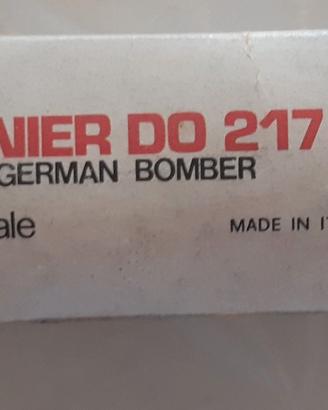 NIER DO 217
GERMAN BOMBER
ale
MADE IN IT